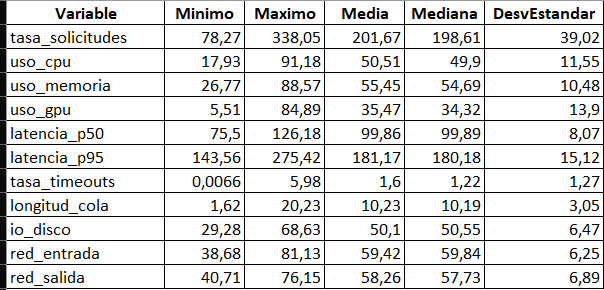 Variable Minimo Maximo Media Mediana DesvEstandar
tasa_solicitudes 78,27 338,05 201,67 198,61 39,02
uso_cpu 17,93 91,18 50,51 49,9 11,55
uso_memoria 26,77 88,57 55,45 54,69 10,48
uso_gpu 5,51 84,89 35,47 34,32 13,9
latencia_p50 75,5 126,18 99,86 99,89 8,07
latencia_p95 143,56 275,42 181,17 180,18 15,12
tasa_timeouts 0,0066 5,98 1,6 1,22 1,27
longitud_cola 1,62 20,23 10,23 10,19 3,05
io_disco 29,28 68,63 50,1 50,55 6,47
red_entrada 38,68 81,13 59,42 59,84 6,25
red_salida 40,71 76,15 58,26 57,73 6,89